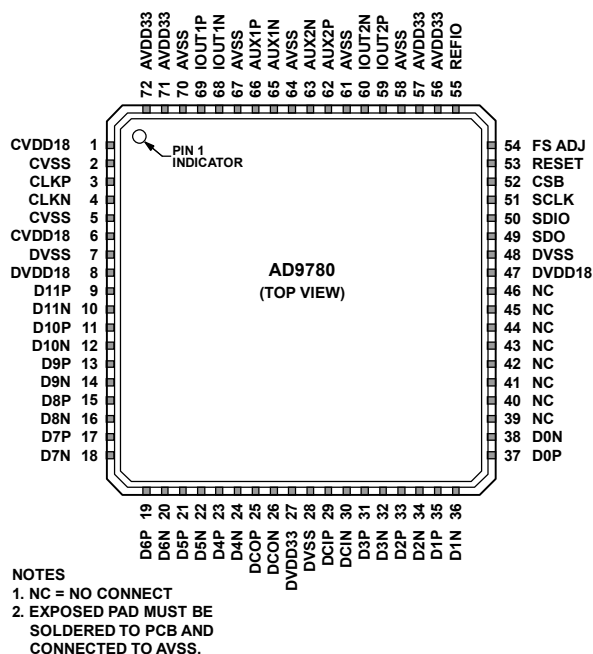 72 AVDD33
71 AVDD33
70 AVSS
69 IOUT1P
68 IOUT1N
67 AVSS
66 AUX1P
65 AUX1N
64 AVSS
63 AUX2N
62 AUX2P
61 AVSS
60 IOUT2N
59 IOUT2P
58 AVSS
57 AVDD33
56 AVDD33
55 REFIO
CVDD18 1
CVSS 2
CLKP 3
CLKN 4
CVSS 5
CVDD18 6
DVSS 7
DVDD18 8
D11P 9
D11N 10
D10P 11
D10N 12
D9P 13
D9N 14
D8P 15
D8N 16
D7P 17
D7N 18
PIN 1
INDICATOR
AD9780
(TOP VIEW)
54 FS ADJ
53 RESET
52 CSB
51 SCLK
50 SDIO
49 SDO
48 DVSS
47 DVDD18
46 NC
45 NC
44 NC
43 NC
42 NC
41 NC
40 NC
39 NC
38 D0N
37 D0P
D6P 19
D6N 20
D5P 21
D5N 22
D4P 23
D4N 24
DCOP 25
DCON 26
DVDD33 27
DVSS 28
DCIP 29
DCIN 30
D3P 31
D3N 32
D2P 33
D2N 34
D1P 35
D1N 36
NOTES
1. NC = NO CONNECT
2. EXPOSED PAD MUST BE
SOLDERED TO PCB AND
CONNECTED TO AVSS.